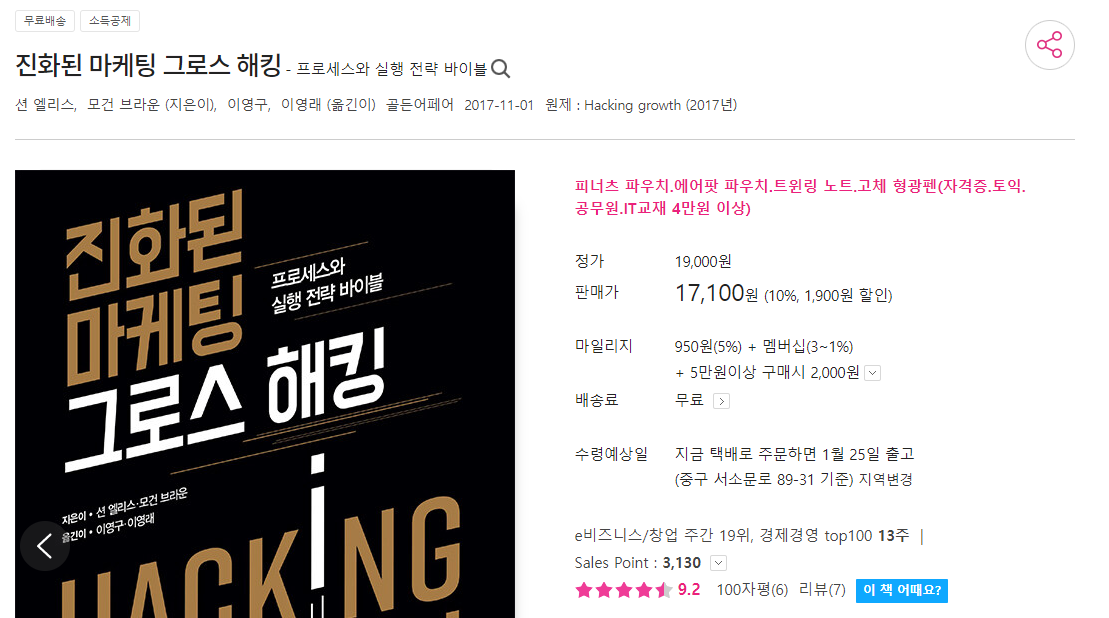 무료배송 소득공제
진화된 마케팅 그로스 해킹 - 프로세스와 실행 전략 바이블
션 엘리스, 모건 브라운 (지은이), 이영구, 이영래 (옮긴이) 골든어페어 2017-11-01 원제 : Hacking growth (2017년)
진화된
마케팅
그로스 해킹
프로세스와
실행 전략 바이블
지은이 • 션 엘리스·모건 브라운
옮긴이 • 이영구·이영래
HACKING
피너츠 파우치.에어팟 파우치.트윈링 노트.고체 형광펜(자격증.토익.
공무원.IT교재 4만원 이상)
정가 19,000원
판매가 17,100원 (10%, 1,900원 할인)
마일리지 950원(5%) + 멤버십(3~1%)
+ 5만원이상 구매시 2,000원
배송료 무료
수령예상일 지금 택배로 주문하면 1월 25일 출고
(중구 서소문로 89-31 기준) 지역변경
e비즈니스/창업 주간 19위, 경제경영 top100 13주 |
Sales Point : 3,130
9.2 100자평(6) 리뷰(7) 이 책 어때요?